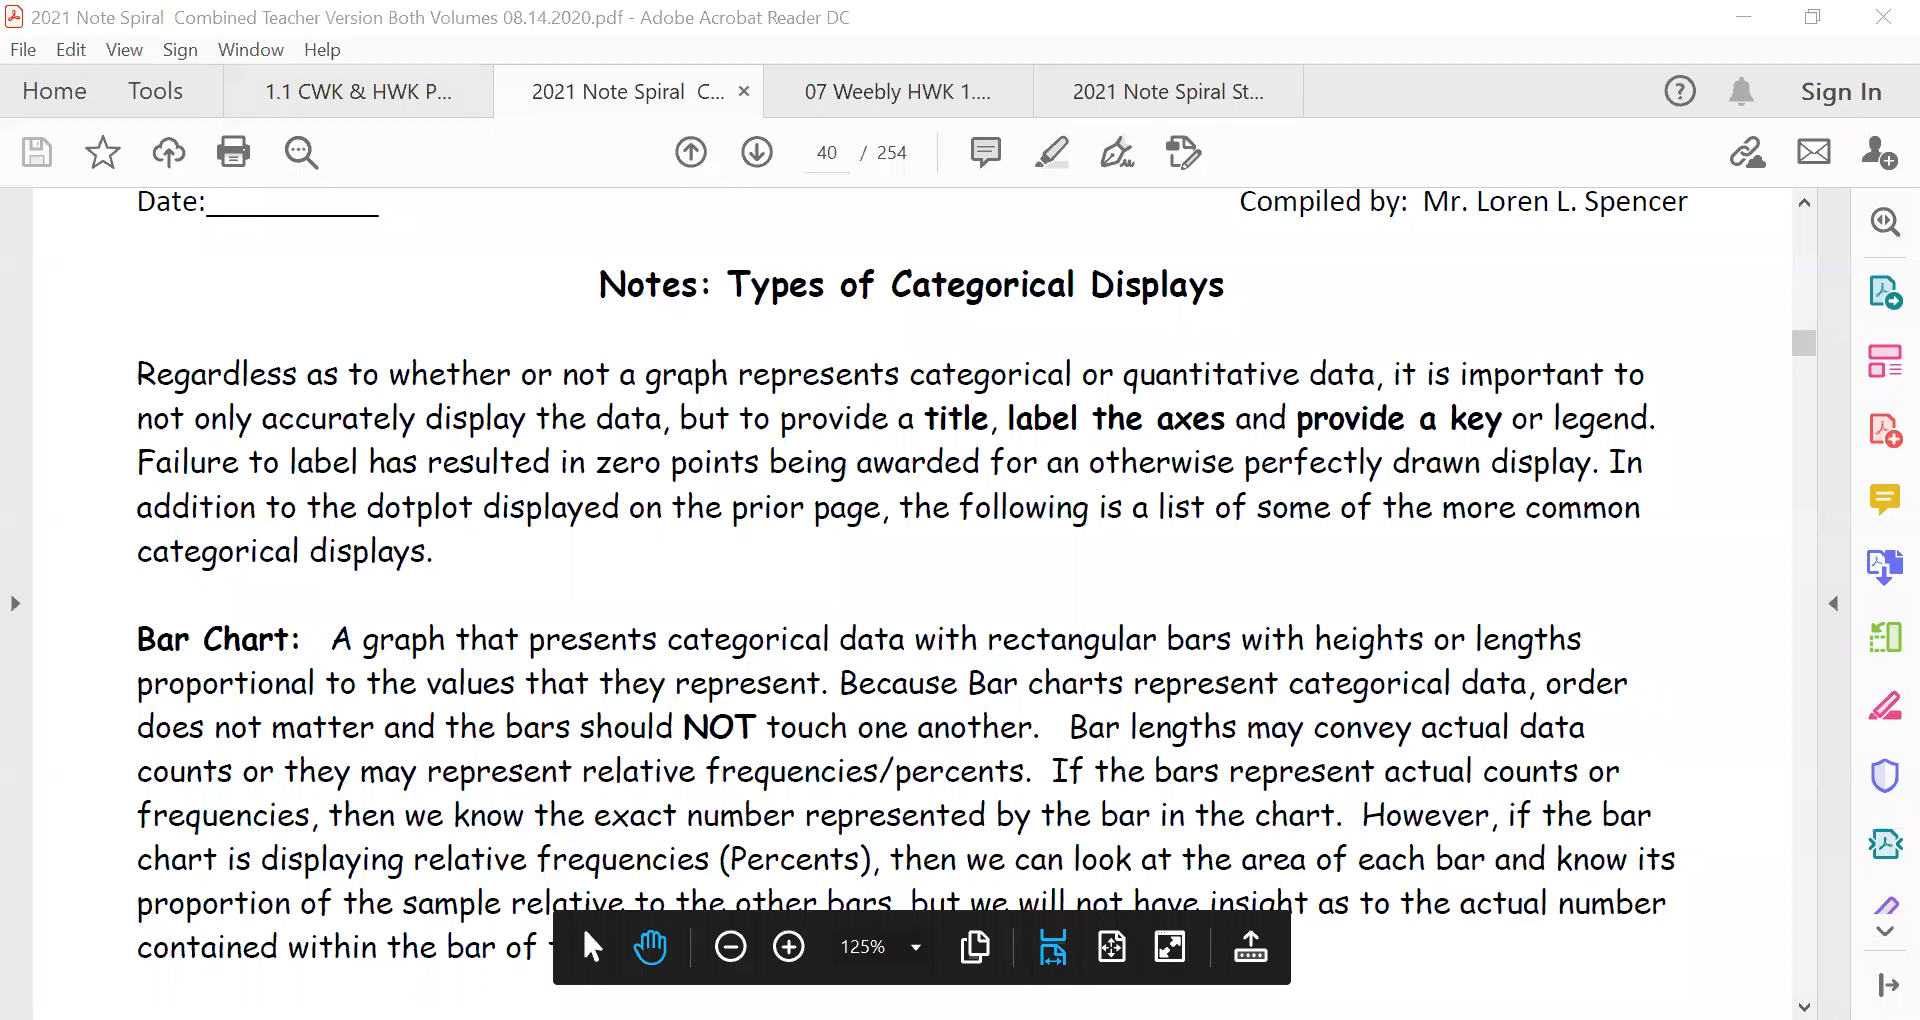 2021 Note Spiral  Combined Teacher Version Both Volumes 08.14.2020.pdf - Adobe Acrobat Reader DC
File Edit View Sign Window Help
Home Tools 1.1 CWK & HWK P... 2021 Note Spiral  C... × 07 Weebly HWK 1.... 2021 Note Spiral St... ? Sign In
40 / 254
Date:____________ Compiled by:  Mr. Loren L. Spencer
Notes: Types of Categorical Displays
Regardless as to whether or not a graph represents categorical or quantitative data, it is important to
not only accurately display the data, but to provide a title, label the axes and provide a key or legend.
Failure to label has resulted in zero points being awarded for an otherwise perfectly drawn display. In
addition to the dotplot displayed on the prior page, the following is a list of some of the more common
categorical displays.
Bar Chart:  A graph that presents categorical data with rectangular bars with heights or lengths
proportional to the values that they represent. Because Bar charts represent categorical data, order
does not matter and the bars should NOT touch one another.  Bar lengths may convey actual data
counts or they may represent relative frequencies/percents.  If the bars represent actual counts or
frequencies, then we know the exact number represented by the bar in the chart.  However, if the bar
chart is displaying relative frequencies (Percents), then we can look at the area of each bar and know its
proportion of the sample relative to the other bars, but we will not have insight as to the actual number
contained within the bar of
125%